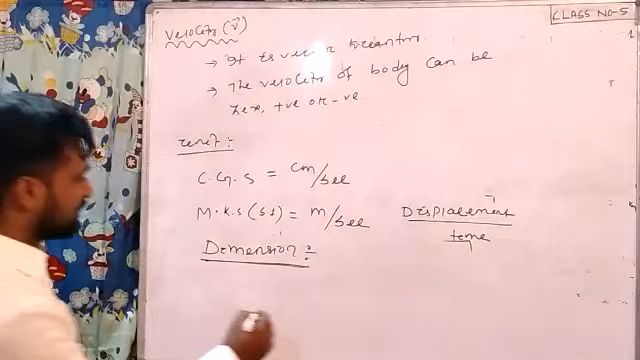 CLASS NO-5
Velocity (v⃗)
→ It is vector quantity.
→ The velocity of body can be
zero, +ve or -ve.
unit :-
C.G.S = cm/sec
M.K.S (S.I) = m/sec
Displacement
time
Dimension :-